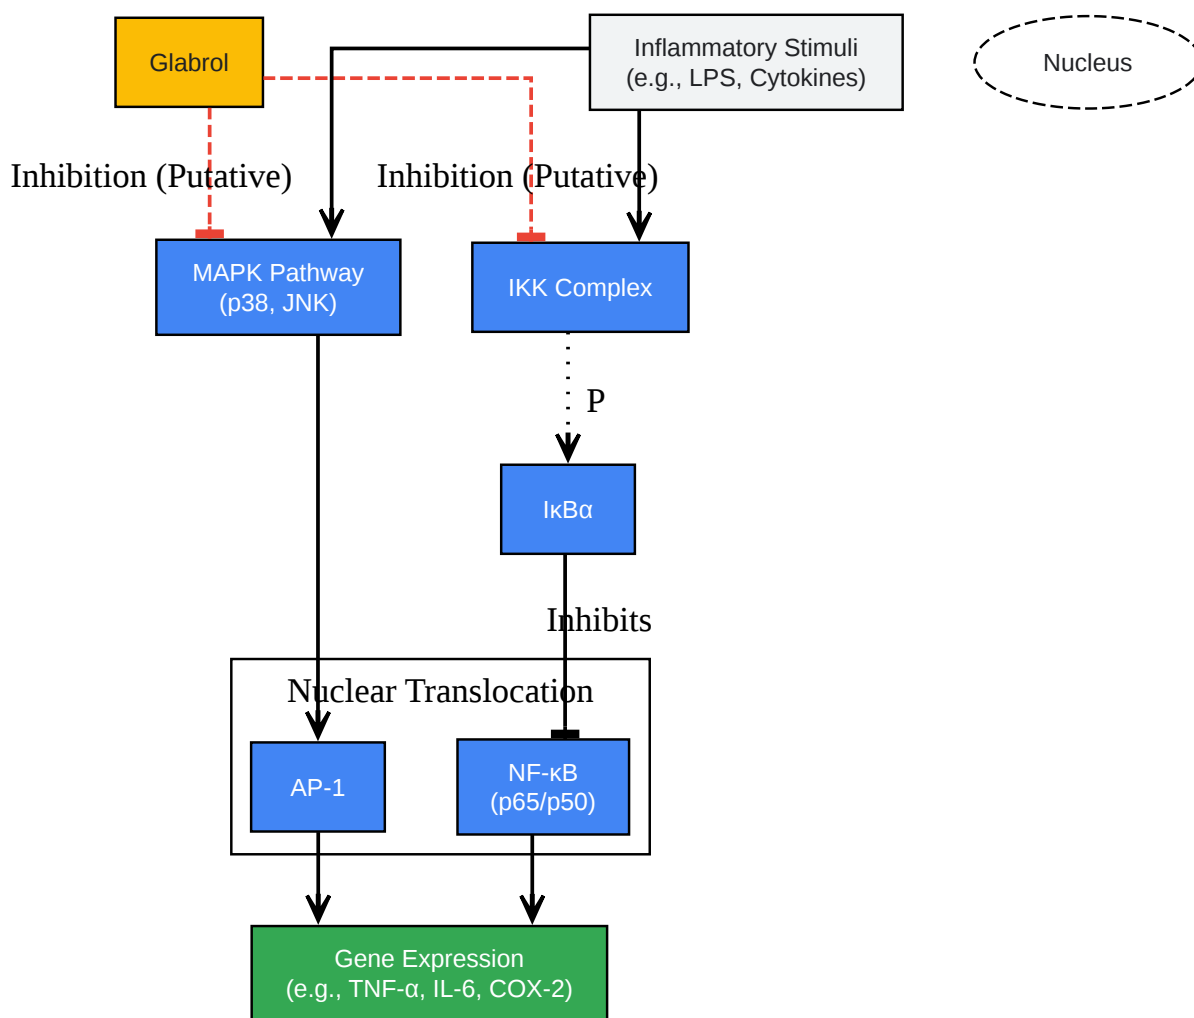 Glabrol
Inflammatory Stimuli
(e.g., LPS, Cytokines)
Nucleus
Inhibition (Putative)
Inhibition (Putative)
MAPK Pathway
(p38, JNK)
IKK Complex
P
IκBα
Inhibits
Nuclear Translocation
AP-1
NF-κB
(p65/p50)
Gene Expression
(e.g., TNF-α, IL-6, COX-2)